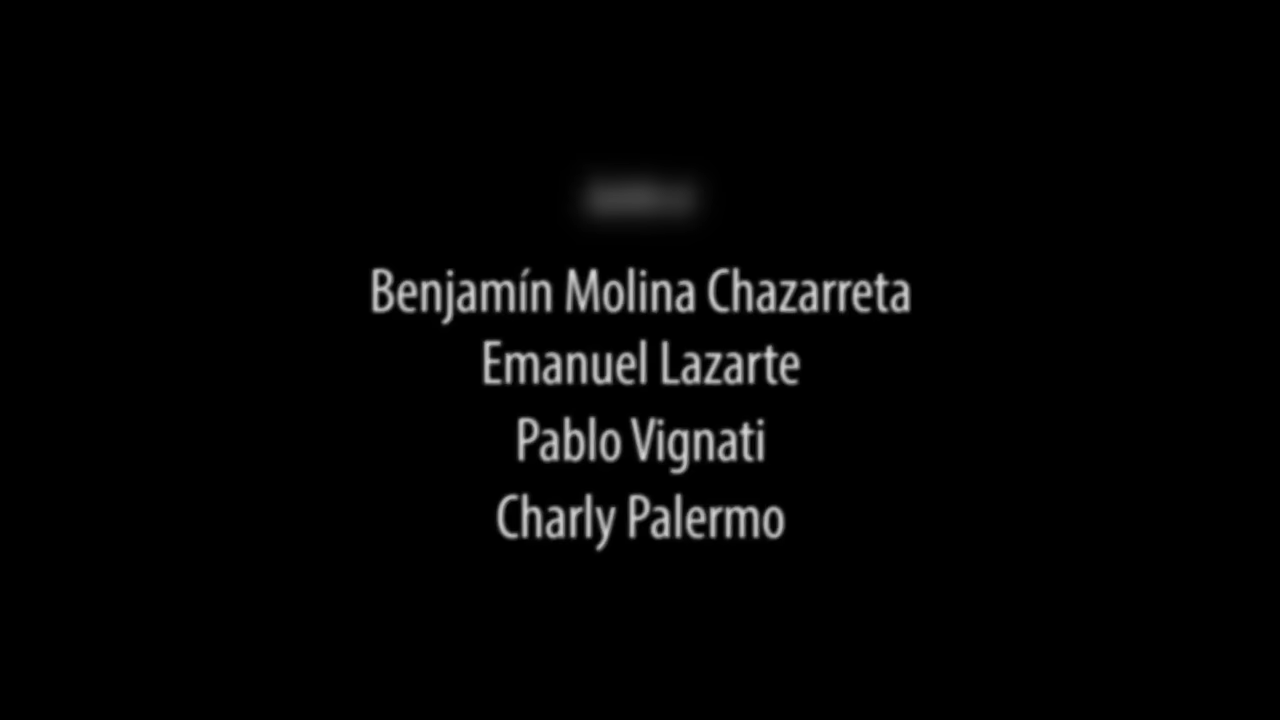 Benjamín Molina Chazarreta
Emanuel Lazarte
Pablo Vignati
Charly Palermo